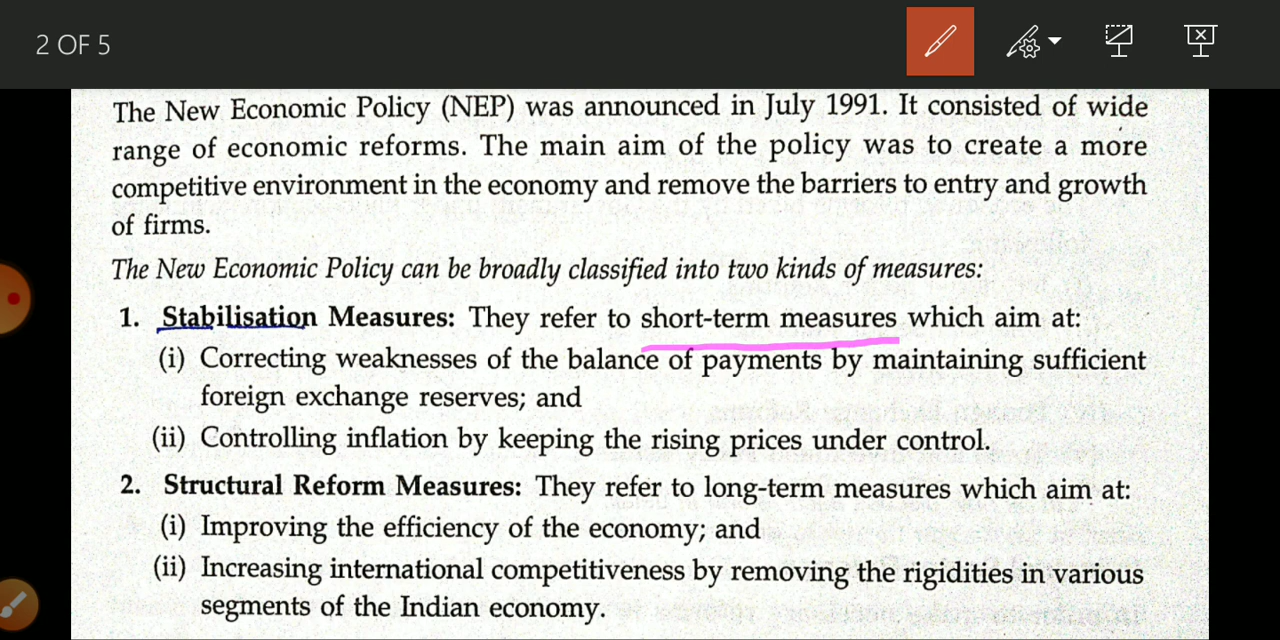 2 OF 5
The New Economic Policy (NEP) was announced in July 1991. It consisted of wide
range of economic reforms. The main aim of the policy was to create a more
competitive environment in the economy and remove the barriers to entry and growth
of firms.
The New Economic Policy can be broadly classified into two kinds of measures:
1. Stabilisation Measures: They refer to short-term measures which aim at:
(i) Correcting weaknesses of the balance of payments by maintaining sufficient
foreign exchange reserves; and
(ii) Controlling inflation by keeping the rising prices under control.
2. Structural Reform Measures: They refer to long-term measures which aim at:
(i) Improving the efficiency of the economy; and
(ii) Increasing international competitiveness by removing the rigidities in various
segments of the Indian economy.